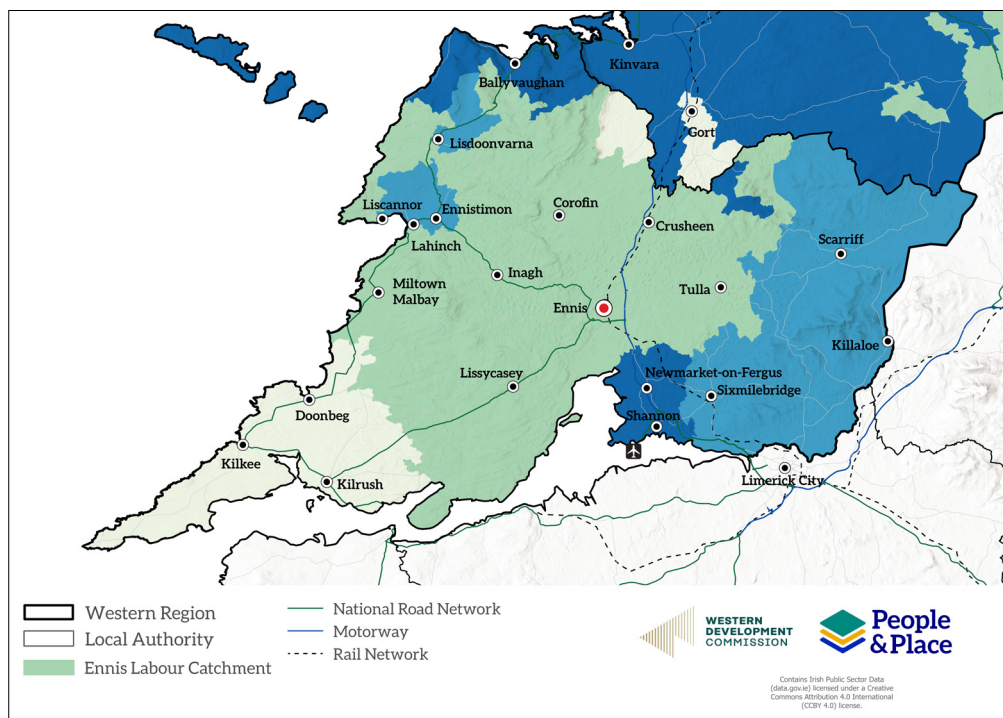 Kinvara
Ballyvaughan
Gort
Lisdoonvarna
Liscannor
Ennistimon
Corofin
Crusheen
Lahinch
Scarriff
Inagh
Miltown
Malbay
Tulla
Ennis
Killaloe
Lissycasey
Newmarket-on-Fergus
Sixmilebridge
Doonbeg
Shannon
Kilkee
Kilrush
Limerick City
Western Region
Local Authority
Ennis Labour Catchment
National Road Network
Motorway
Rail Network
WESTERN
DEVELOPMENT
COMMISSION
People
&Place
Contains Irish Public Sector Data
(data.gov.ie) licensed under a Creative
Commons Attribution 4.0 International
(CCBY 4.0) license.